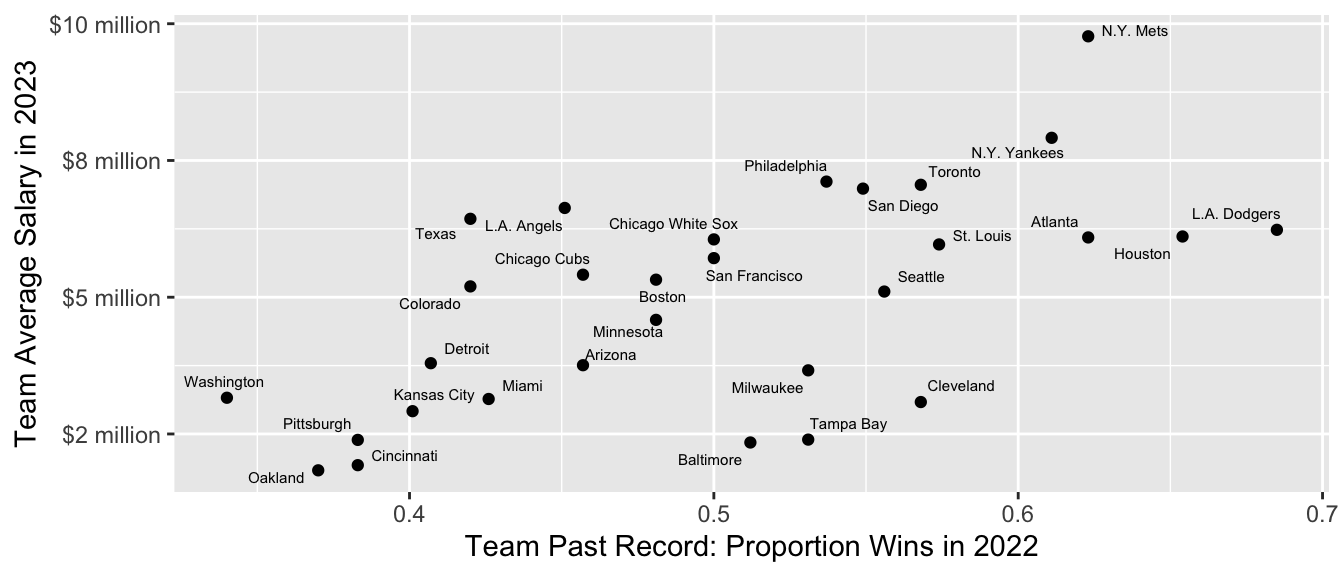 $10 million
N.Y. Mets
$8 million
N.Y. Yankees
Philadelphia
Toronto
San Diego
L.A. Dodgers
Texas
L.A. Angels
Chicago White Sox
Atlanta
St. Louis
Houston
Chicago Cubs
San Francisco
Seattle
$5 million
Colorado
Boston
Minnesota
Detroit
Arizona
Washington
Kansas City
Miami
Milwaukee
Cleveland
$2 million
Pittsburgh
Tampa Bay
Cincinnati
Baltimore
Oakland
0.4
0.5
0.6
0.7
Team Past Record: Proportion Wins in 2022
Team Average Salary in 2023